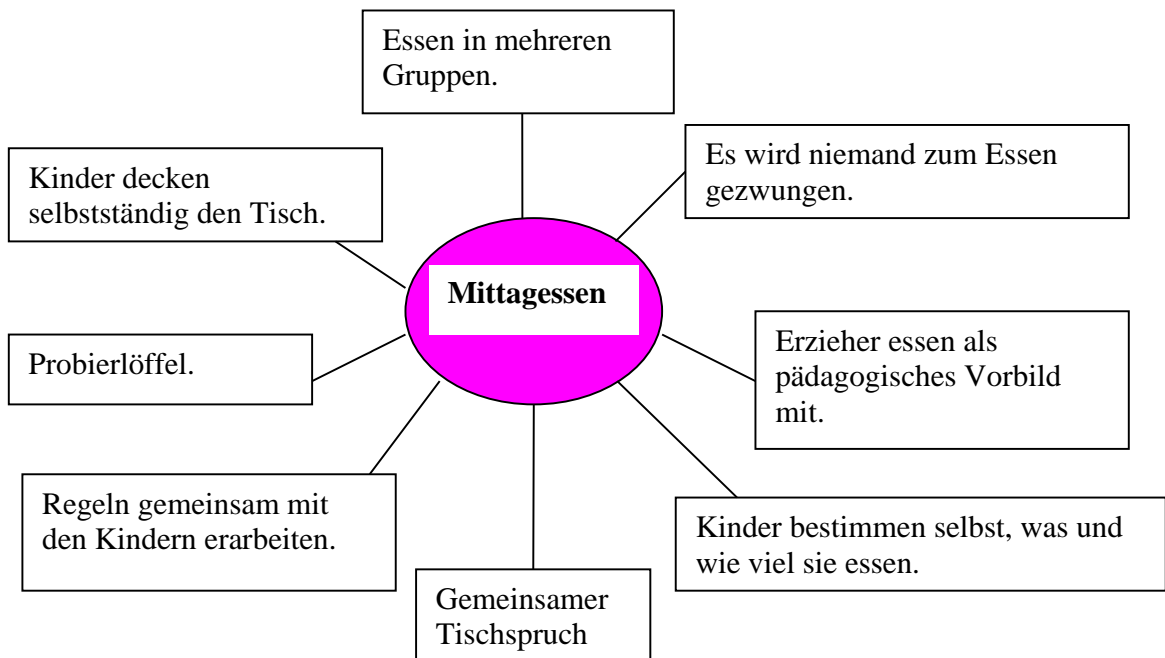 Essen in mehreren
Gruppen.
Es wird niemand zum Essen
gezwungen.
Kinder decken
selbstständig den Tisch.
Mittagessen
Erzieher essen als
pädagogisches Vorbild
mit.
Probierlöffel.
Regeln gemeinsam mit
den Kindern erarbeiten.
Kinder bestimmen selbst, was und
wie viel sie essen.
Gemeinsamer
Tischspruch